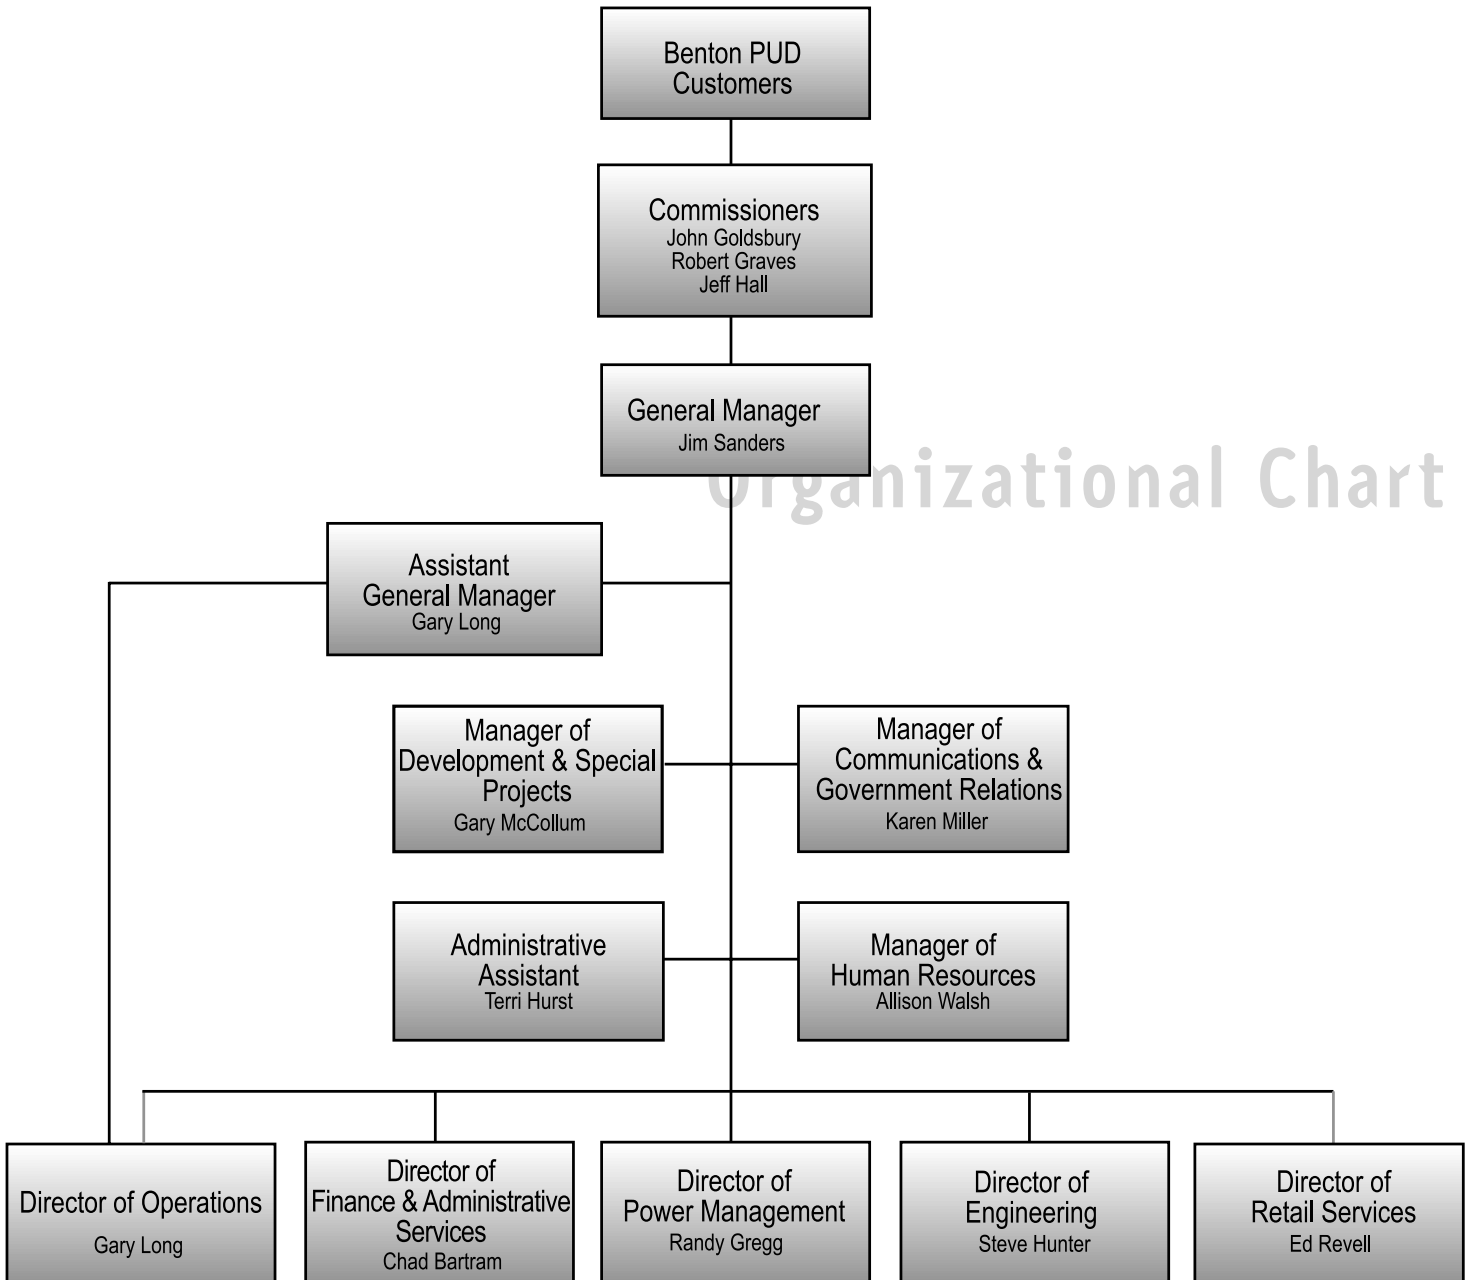 Benton PUD
Customers
Commissioners
John Goldsbury
Robert Graves
Jeff Hall
General Manager
Jim Sanders
Organizational Chart
Assistant
General Manager
Gary Long
Manager of
Development & Special
Projects
Gary McCollum
Manager of
Communications &
Government Relations
Karen Miller
Administrative
Assistant
Terri Hurst
Manager of
Human Resources
Allison Walsh
Director of Operations
Gary Long
Director of
Finance & Administrative
Services
Chad Bartram
Director of
Power Management
Randy Gregg
Director of
Engineering
Steve Hunter
Director of
Retail Services
Ed Revell